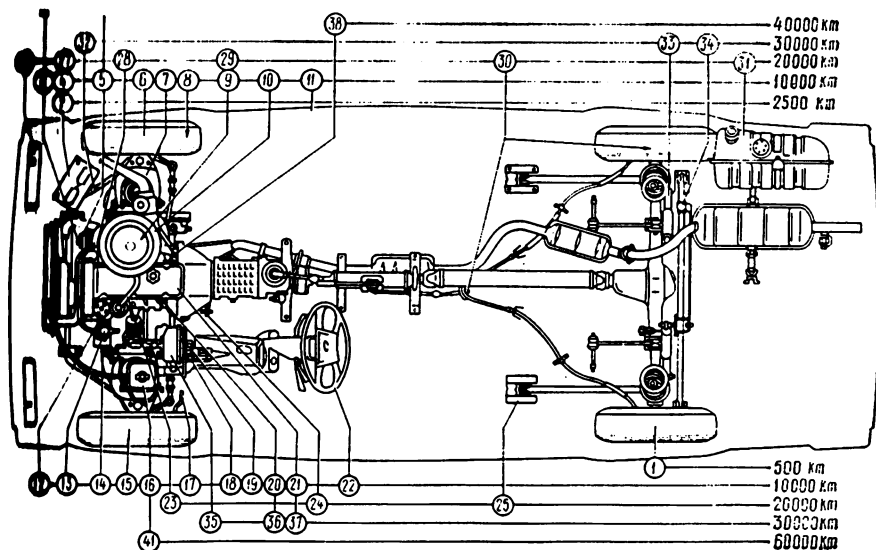 38 40000 km
32 33 34 30000 km
28 29 30 31 20000 km
5 6 7 8 9 10 11 10000 km
2500 km
1 500 km
13 14 15 16 17 18 19 20 21 22 10000 km
23 24 25 20000 km
35 36 37 30000 km
41 60000 km